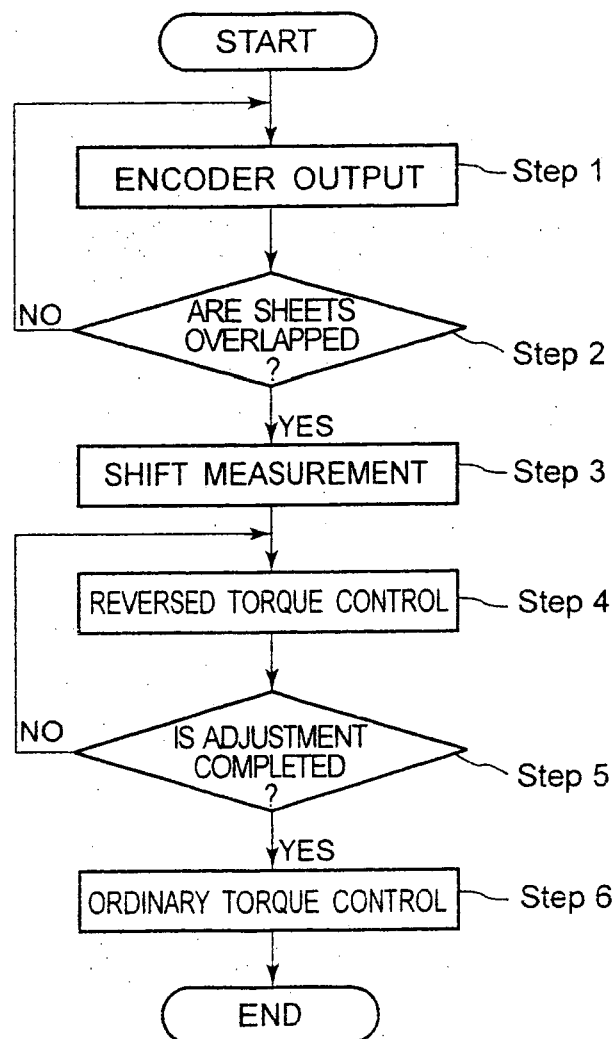 START
ENCODER OUTPUT
Step 1
ARE SHEETS
OVERLAPPED
?
Step 2
NO
YES
SHIFT MEASUREMENT
Step 3
REVERSED TORQUE CONTROL
Step 4
IS ADJUSTMENT
COMPLETED
?
Step 5
NO
YES
ORDINARY TORQUE CONTROL
Step 6
END